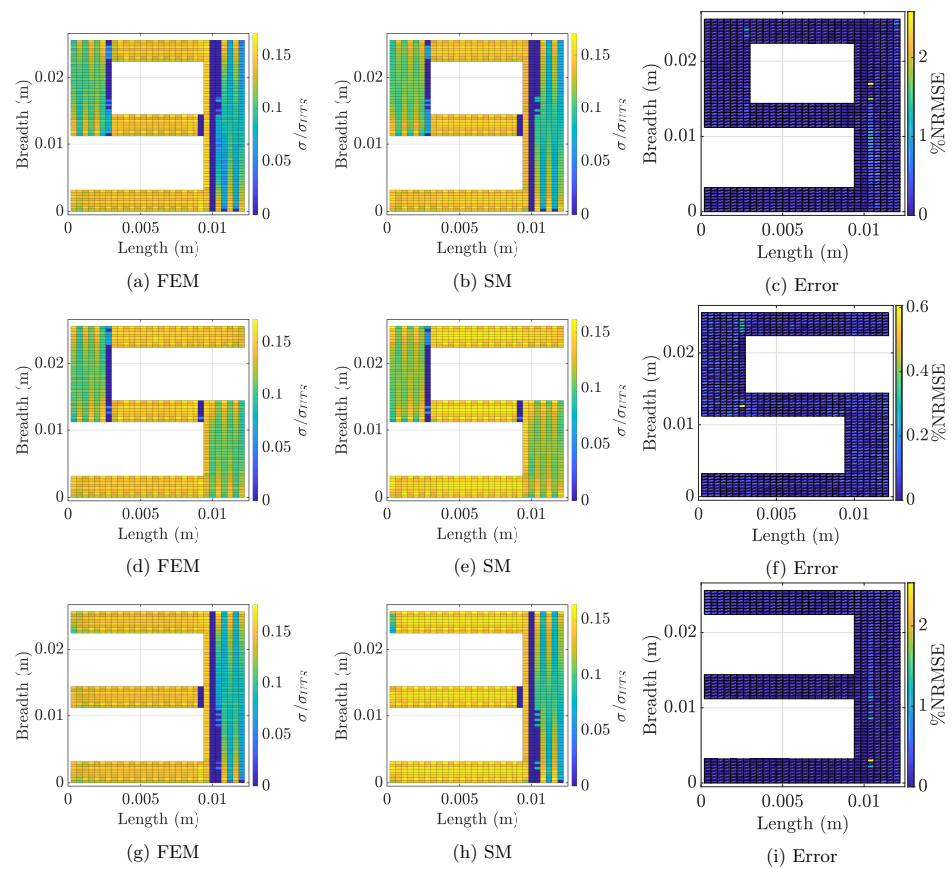 0.02
0.01
0
0 0.005 0.01
Breadth (m)
Length (m)
0.15
0.1
0.05
0
σ/σUTS
(a) FEM
0.02
0.01
0
0 0.005 0.01
Breadth (m)
Length (m)
0.15
0.1
0.05
0
σ/σUTS
(b) SM
0.02
0.01
0
0 0.005 0.01
Breadth (m)
Length (m)
2
1
0
%NRMSE
(c) Error
0.02
0.01
0
0 0.005 0.01
Breadth (m)
Length (m)
0.15
0.1
0.05
0
σ/σUTS
(d) FEM
0.02
0.01
0
0 0.005 0.01
Breadth (m)
Length (m)
0.15
0.1
0.05
0
σ/σUTS
(e) SM
0.02
0.01
0
0 0.005 0.01
Breadth (m)
Length (m)
0.6
0.4
0.2
0
%NRMSE
(f) Error
0.02
0.01
0
0 0.005 0.01
Breadth (m)
Length (m)
0.15
0.1
0.05
0
σ/σUTS
(g) FEM
0.02
0.01
0
0 0.005 0.01
Breadth (m)
Length (m)
0.15
0.1
0.05
0
σ/σUTS
(h) SM
0.02
0.01
0
0 0.005 0.01
Breadth (m)
Length (m)
2
1
0
%NRMSE
(i) Error